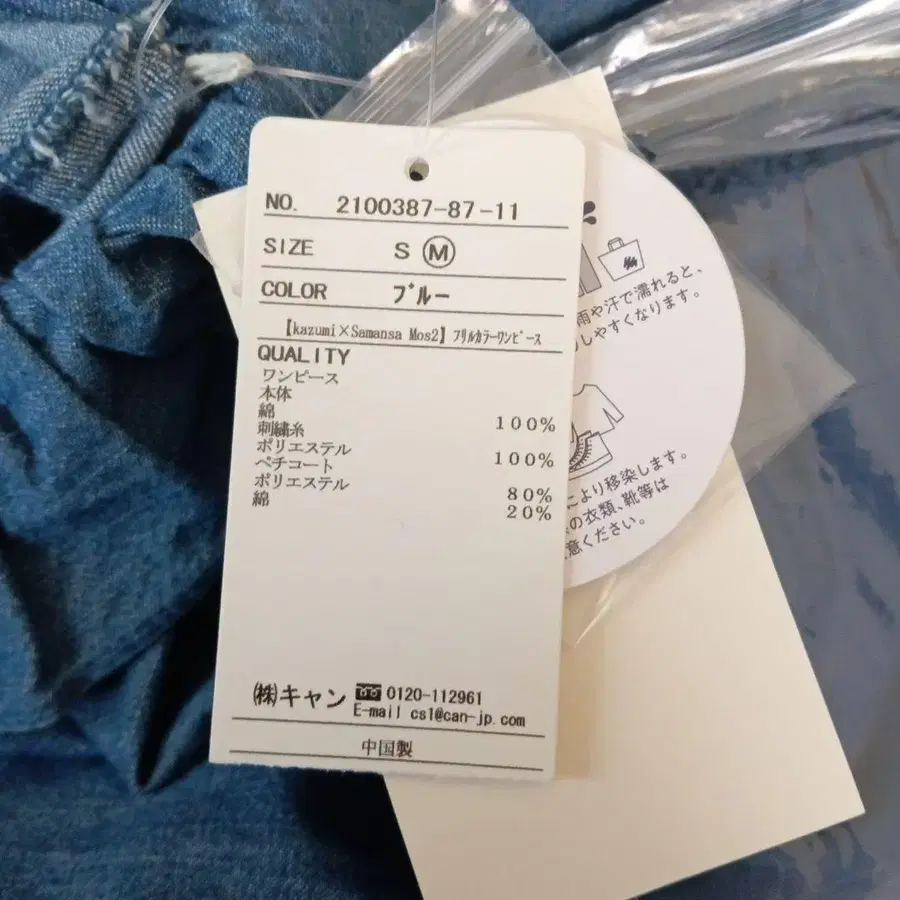 NO. 2100387-87-11
SIZE S Ⓜ
COLOR ブルー
【kazumi×Samansa Mos2】フリルカラーワンピース
QUALITY
ワンピース
本体
綿 100%
刺繍糸
ポリエステル 100%
ペチコート
ポリエステル 80%
綿 20%
㈱キャン 0120-112961
E-mail cs1@can-jp.com
中国製
雨や汗で濡れると、
しやすくなります。
により移染します。
の衣類、靴等は
意ください。